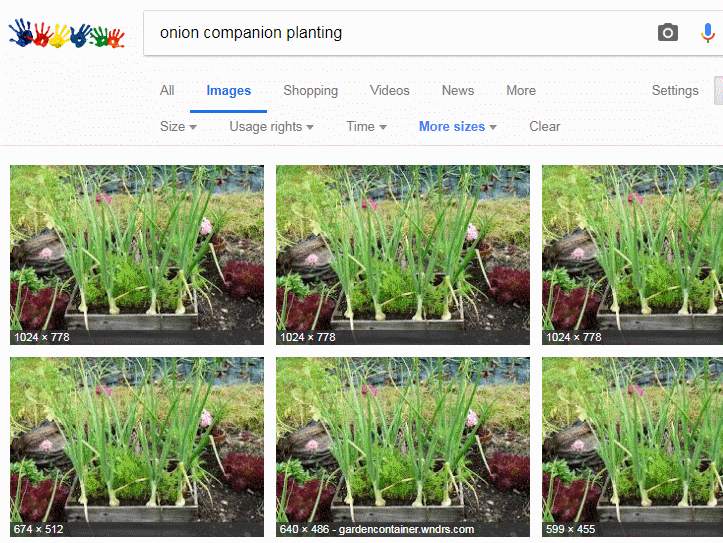 onion companion planting
All Images Shopping Videos News More Settings
Size Usage rights Time More sizes Clear
1024 × 778 1024 × 778 1024 × 778
674 × 512 640 × 486 - gardencontainer.wndrs.com 599 × 455